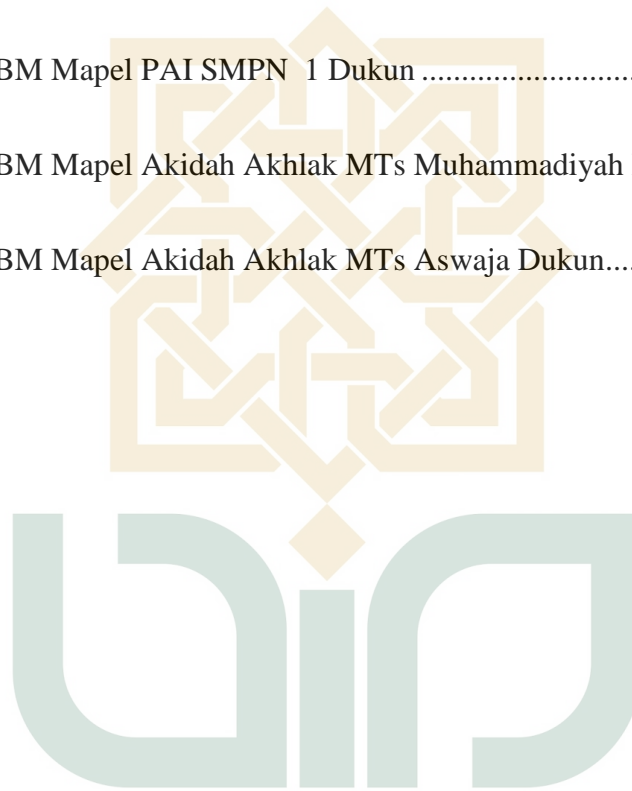 BM Mapel PAI SMPN 1 Dukun ...........................
BM Mapel Akidah Akhlak MTs Muhammadiyah
BM Mapel Akidah Akhlak MTs Aswaja Dukun....